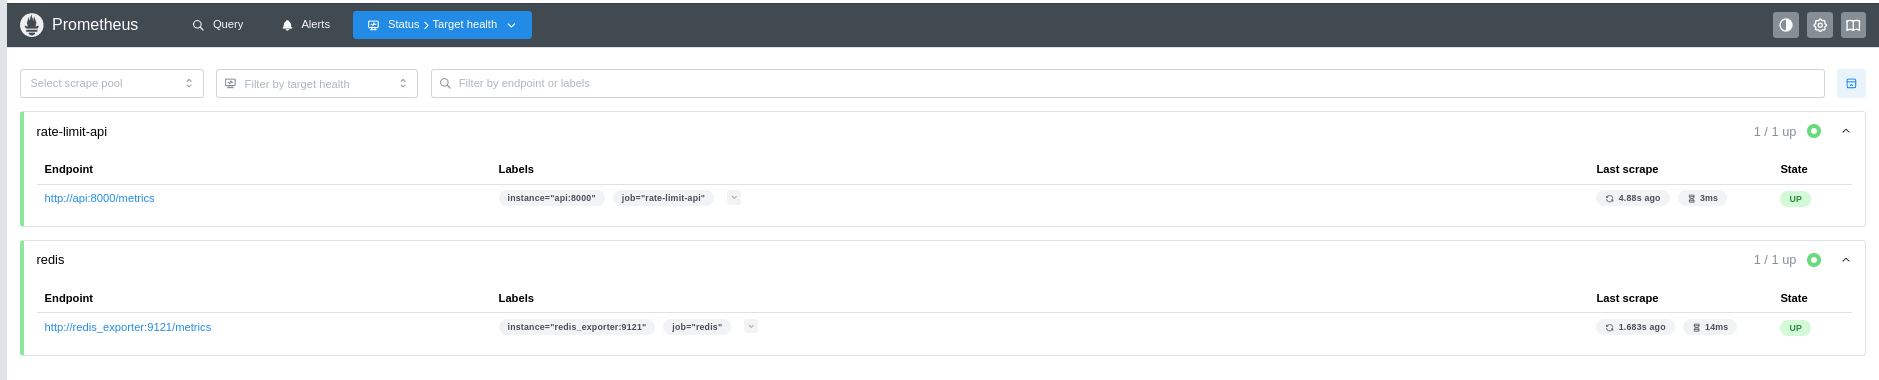 Prometheus Query Alerts Status > Target health
Select scrape pool Filter by target health Filter by endpoint or labels
rate-limit-api 1 / 1 up
Endpoint Labels Last scrape State
http://api:8000/metrics instance="api:8000" job="rate-limit-api" 4.88s ago 3ms UP
redis 1 / 1 up
Endpoint Labels Last scrape State
http://redis_exporter:9121/metrics instance="redis_exporter:9121" job="redis" 1.683s ago 14ms UP